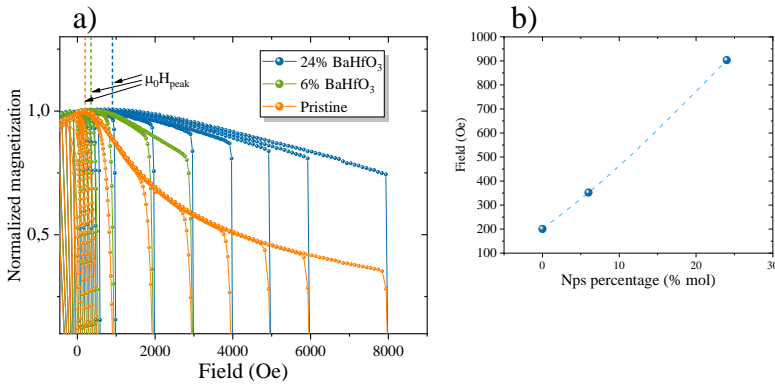 a)
μ₀Hpeak
24% BaHfO₃
6% BaHfO₃
Pristine
1,0
0,5
Normalized magnetization
0
2000
4000
6000
8000
Field (Oe)
b)
1000
900
800
700
600
500
400
300
200
100
Field (Oe)
0
10
20
30
Nps percentage (% mol)